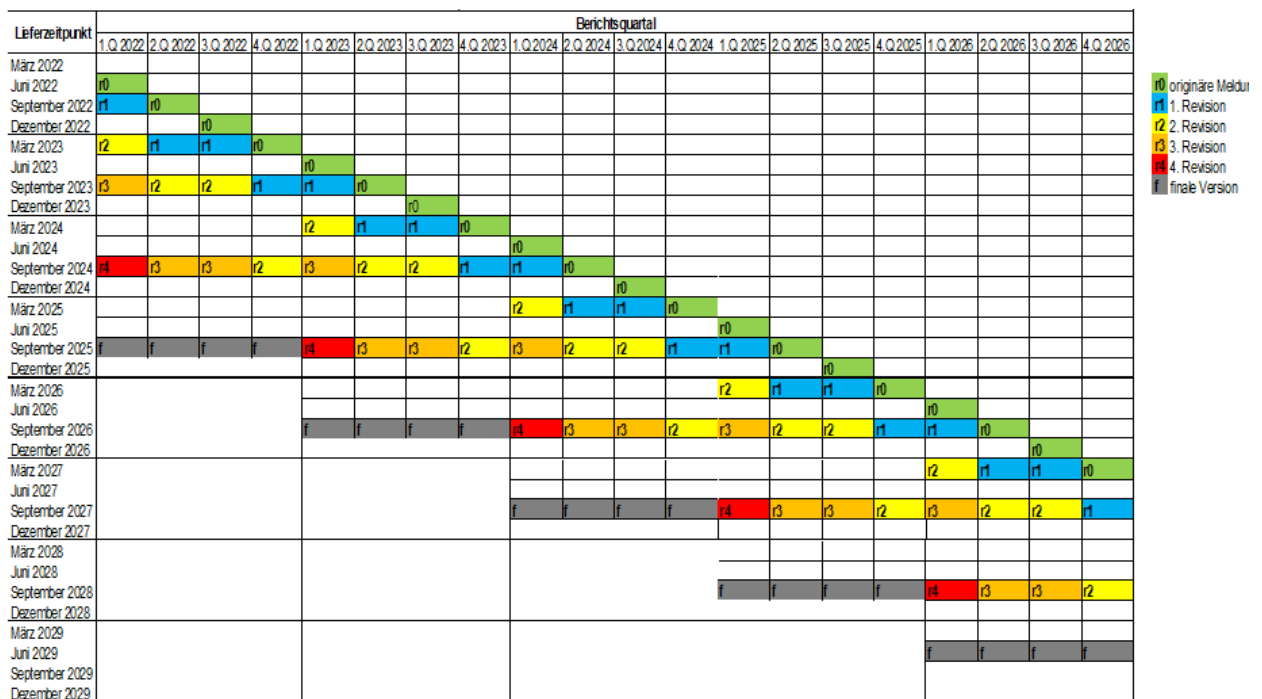 Berichtsquartal
Lieferzeitpunkt
1.Q 2022 2.Q 2022 3.Q 2022 4.Q 2022 1.Q 2023 2.Q 2023 3.Q 2023 4.Q 2023 1.Q 2024 2.Q 2024 3.Q 2024 4.Q 2024 1.Q 2025 2.Q 2025 3.Q 2025 4.Q 2025 1.Q 2026 2.Q 2026 3.Q 2026 4.Q 2026
März 2022
Juni 2022 r0
September 2022 r1 r0
Dezember 2022 r0
März 2023 r2 r1 r1 r0
Juni 2023 r0
September 2023 r3 r2 r2 r1 r1 r0
Dezember 2023 r0
März 2024 r2 r1 r1 r0
Juni 2024 r0
September 2024 r4 r3 r3 r2 r3 r2 r2 r1 r1 r0
Dezember 2024 r0
März 2025 r2 r1 r1 r0
Juni 2025 r0
September 2025 f f f f r4 r3 r3 r2 r3 r2 r2 r1 r1 r0
Dezember 2025 r0
März 2026 r2 r1 r1 r0
Juni 2026 r0
September 2026 f f f f r4 r3 r3 r2 r3 r2 r2 r1 r1 r0
Dezember 2026 r0
März 2027 r2 r1 r1 r0
Juni 2027
September 2027 f f f f r4 r3 r3 r2 r3 r2 r2 r1
Dezember 2027
März 2028
Juni 2028
September 2028 f f f f r4 r3 r3 r2
Dezember 2028
März 2029
Juni 2029 f f f f
September 2029
Dezember 2029
r0 originäre Meldur
r1 1. Revision
r2 2. Revision
r3 3. Revision
r4 4. Revision
f finale Version